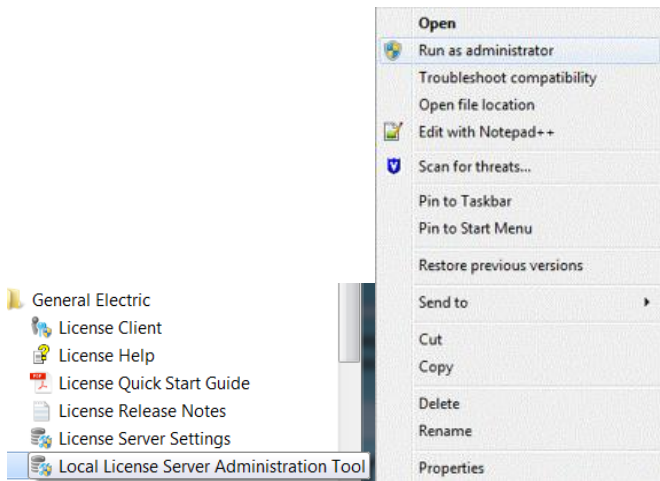 Open
Run as administrator
Troubleshoot compatibility
Open file location
Edit with Notepad++
Scan for threats...
Pin to Taskbar
Pin to Start Menu
Restore previous versions
Send to
Cut
Copy
Delete
Rename
Properties
General Electric
License Client
License Help
License Quick Start Guide
License Release Notes
License Server Settings
Local License Server Administration Tool